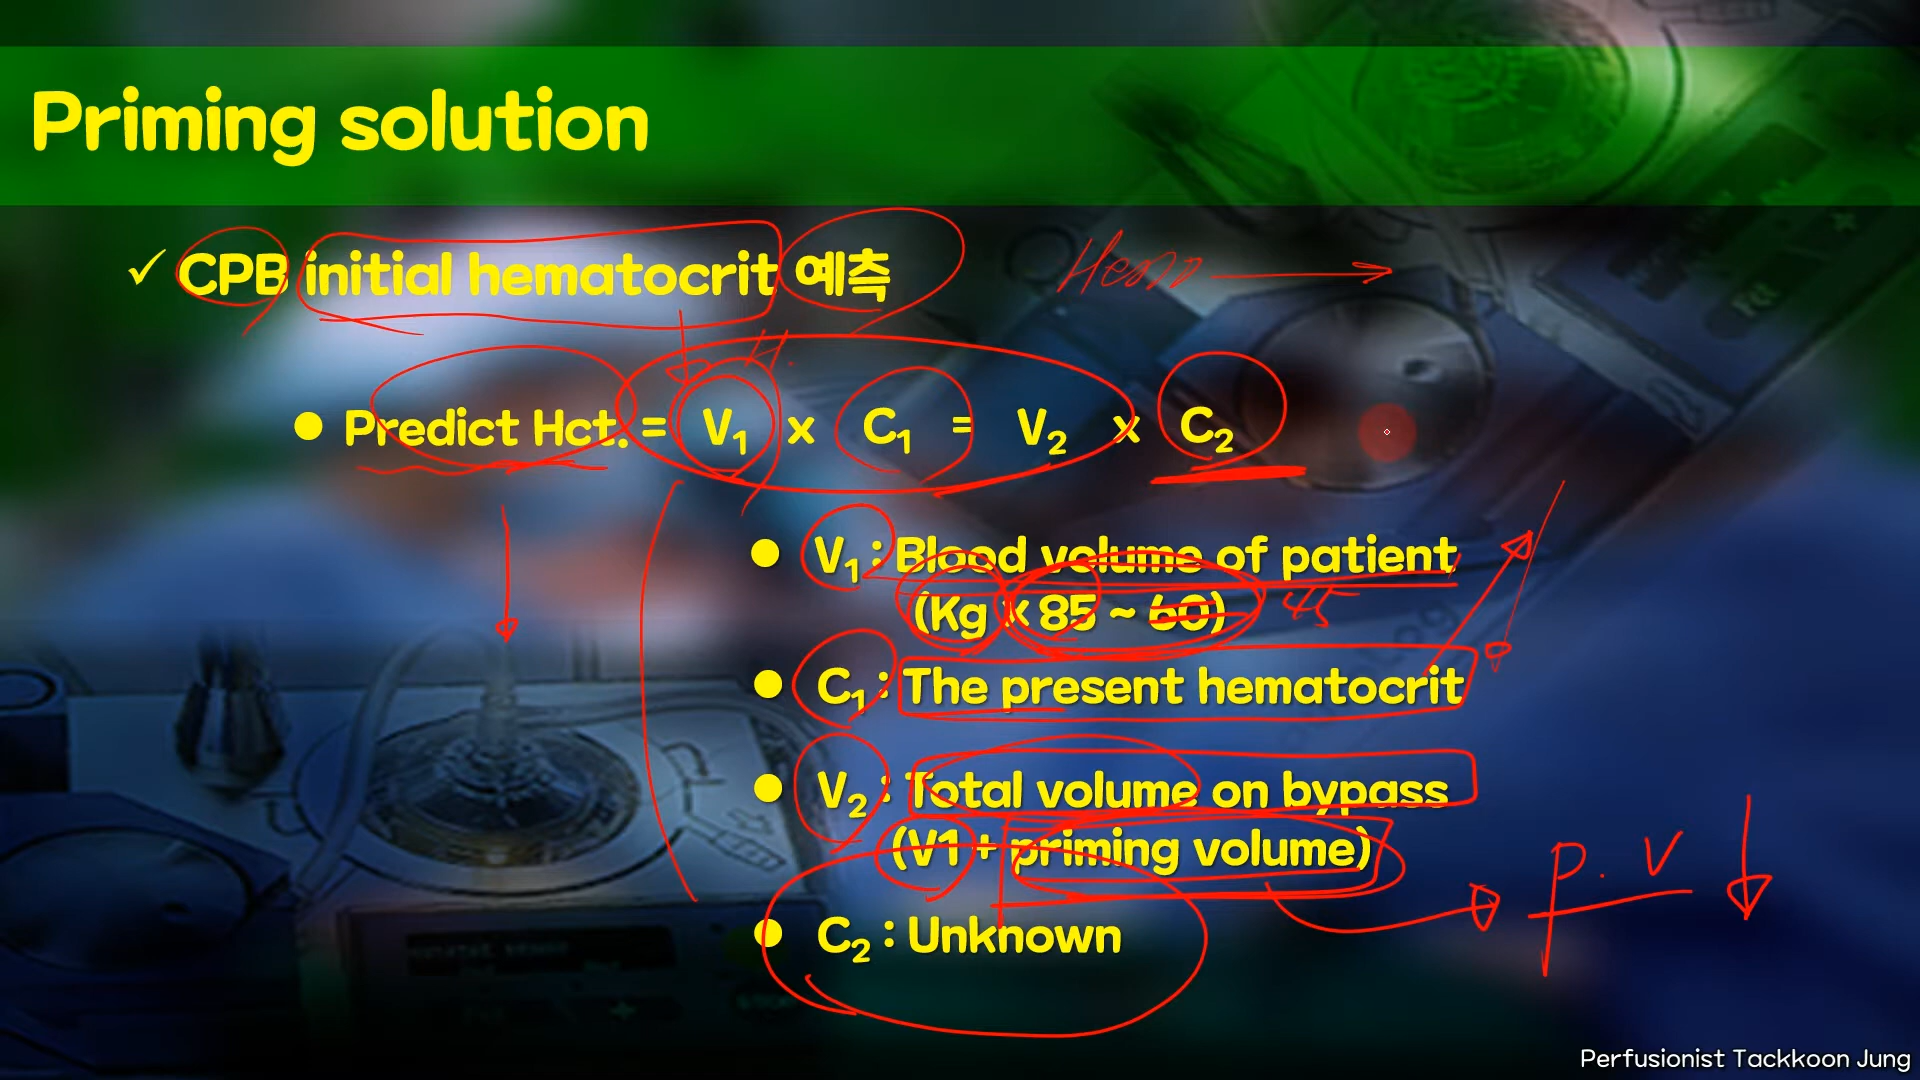 Priming solution
✓ CPB initial hematocrit 예측
Hemo
H.
● Predict Hct. = V₁ x C₁ = V₂ x C₂
● V₁ : Blood volume of patient
(Kg x 85 ~ 60) 45
● C₁ : The present hematocrit
● V₂ : Total volume on bypass
(V1 + priming volume)
P. V
● C₂ : Unknown
Perfusionist Tackkoon Jung